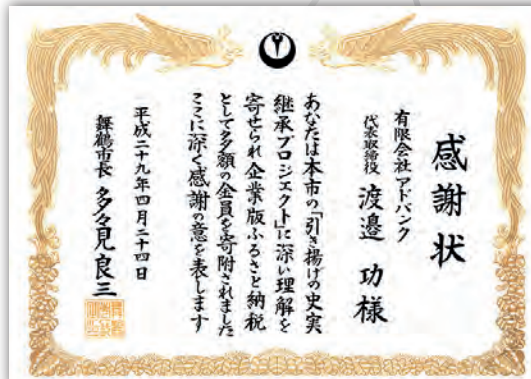 感謝状
有限会社アドバンク
代表取締役 渡邉 功様
あなたは本市の「引き揚げの史実
継承プロジェクト」に深い理解を
寄せられ企業版ふるさと納税
として多額の金員を寄附されました
ここに深く感謝の意を表します
平成二十九年四月二十四日
舞鶴市長 多々見良三